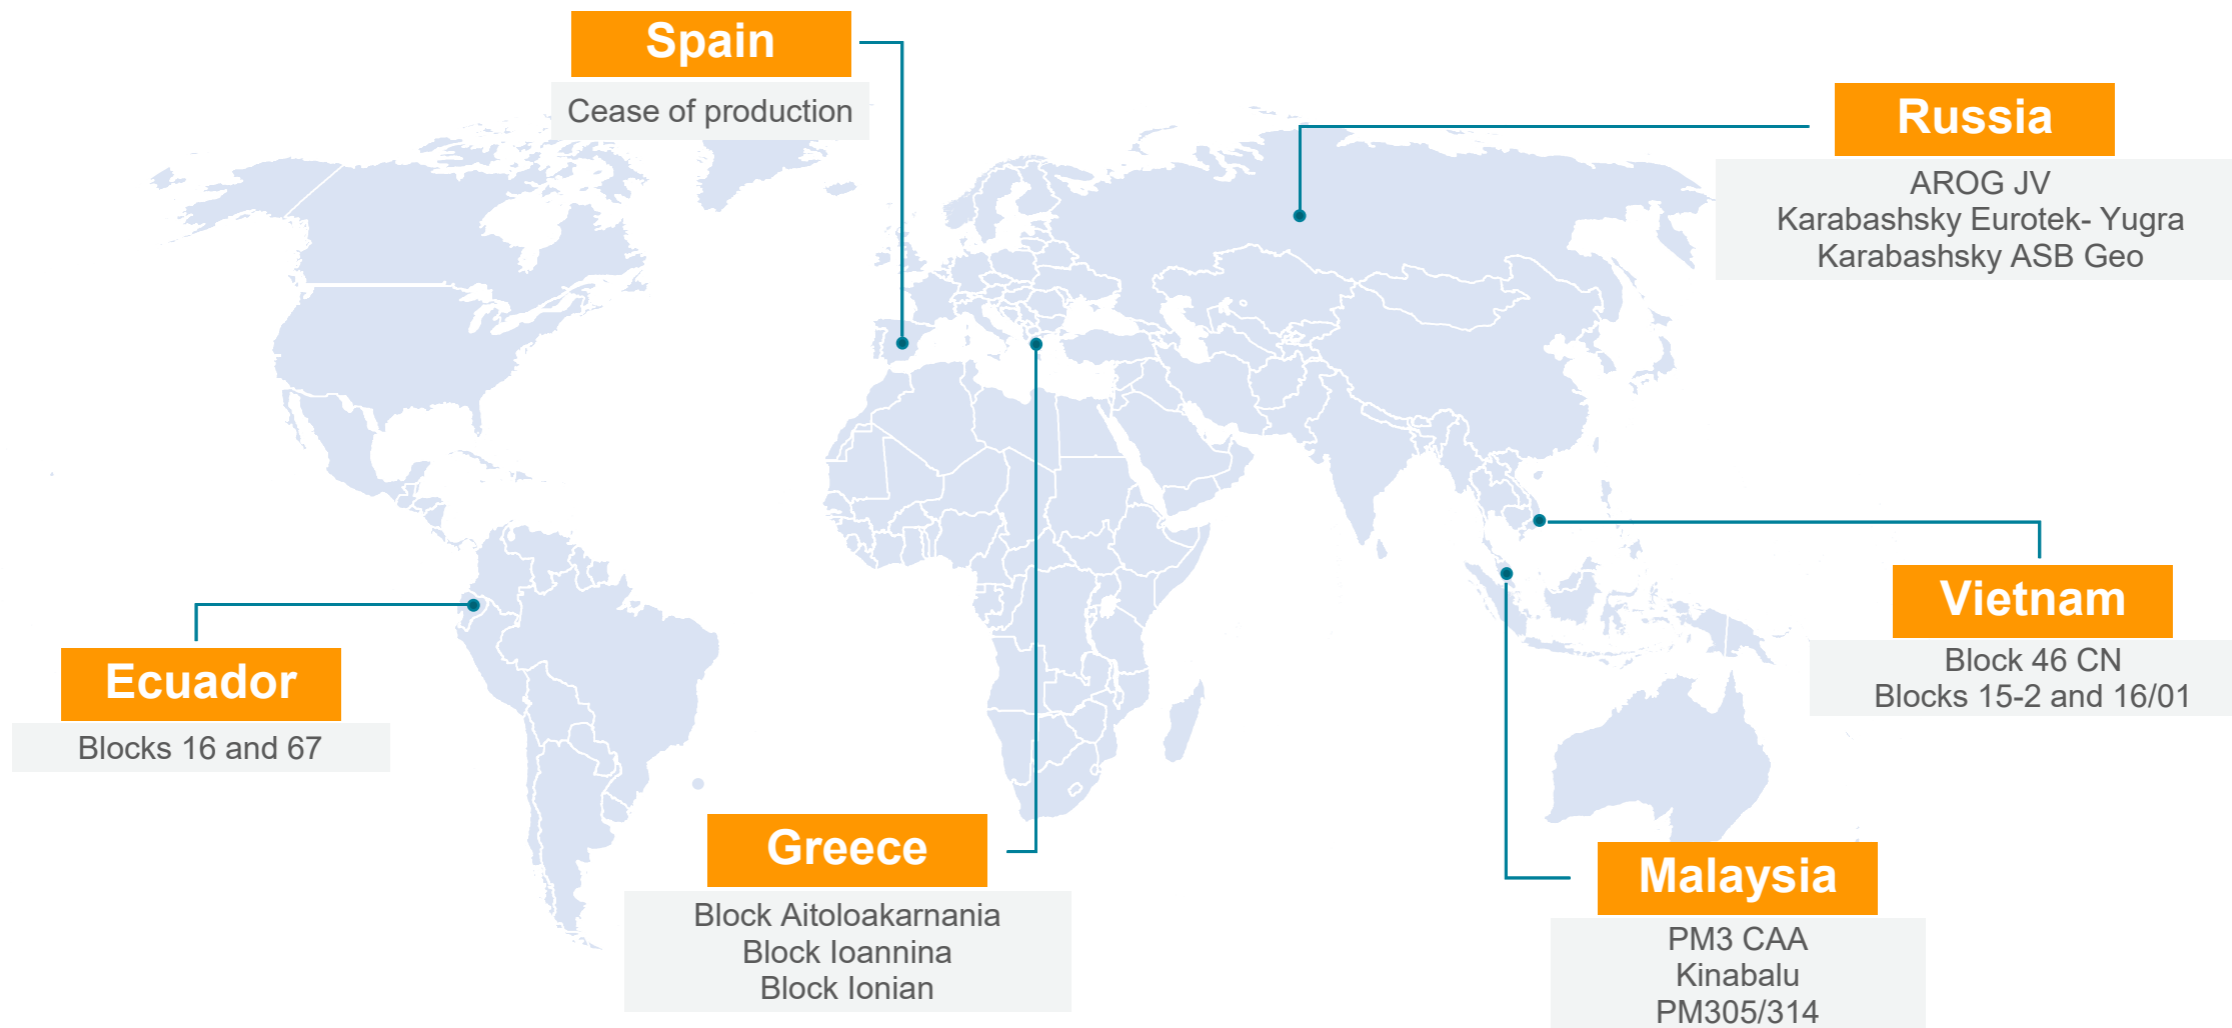 Spain
Cease of production
Russia
AROG JV
Karabashsky Eurotek- Yugra
Karabashsky ASB Geo
Vietnam
Block 46 CN
Blocks 15-2 and 16/01
Ecuador
Blocks 16 and 67
Greece
Block Aitoloakarnania
Block Ioannina
Block Ionian
Malaysia
PM3 CAA
Kinabalu
PM305/314